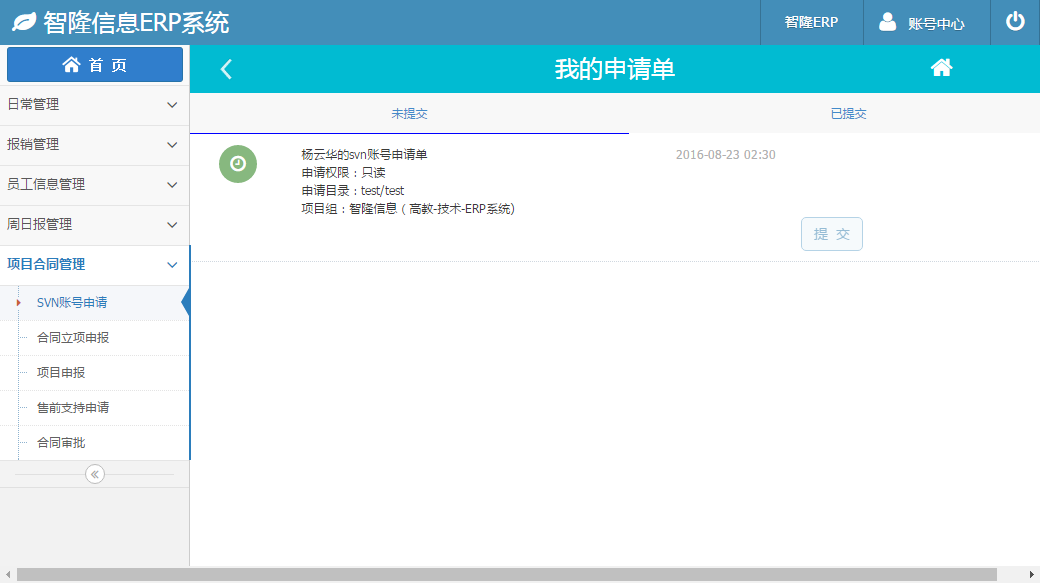 智隆信息ERP系统
智隆ERP
账号中心
首 页
我的申请单
日常管理
报销管理
员工信息管理
周日报管理
项目合同管理
SVN账号申请
合同立项申报
项目申报
售前支持申请
合同审批
未提交
已提交
杨云华的svn账号申请单
2016-08-23 02:30
申请权限：只读
申请目录：test/test
项目组：智隆信息（高教-技术-ERP系统）
提 交